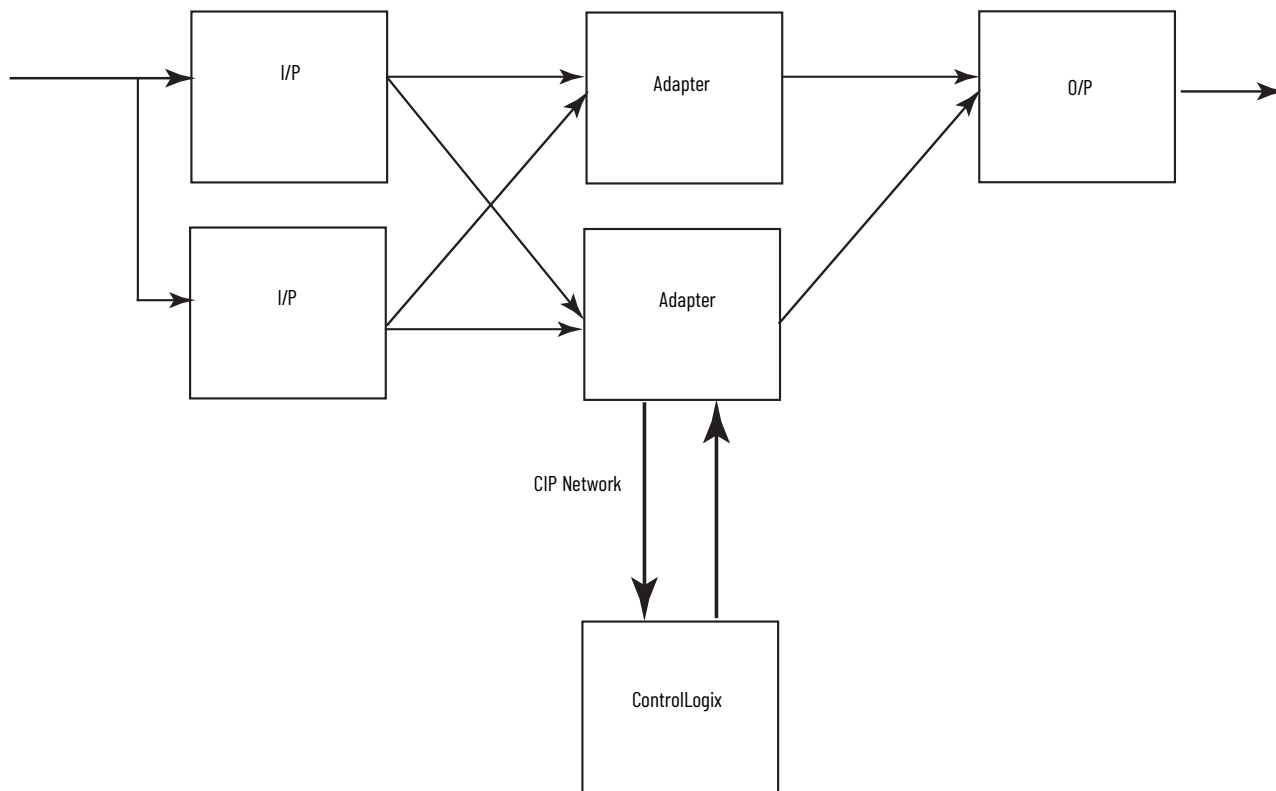 I/P
Adapter
O/P
I/P
Adapter
CIP Network
ControlLogix